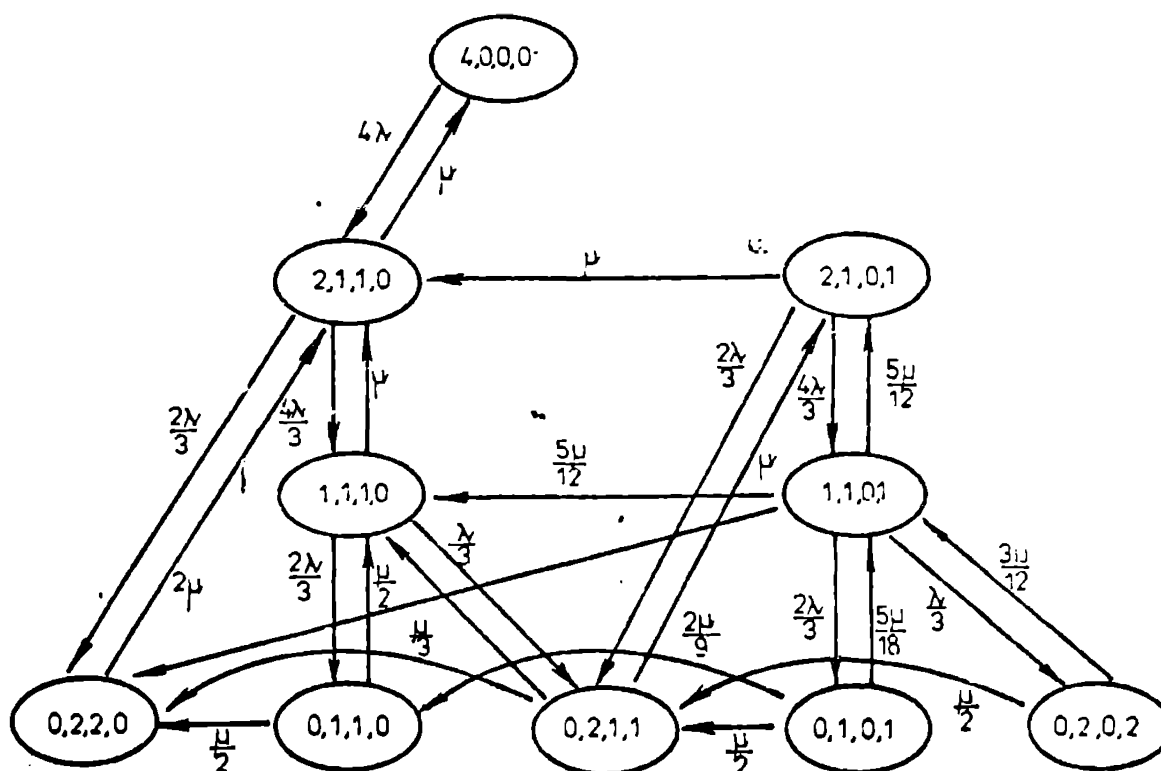 4,0,0,0
4λ
μ
2,1,1,0
μ
2,1,0,1
2λ/3
4λ/3
μ
2λ/3
4λ/3
5μ/12
2μ
1,1,1,0
5μ/12
μ
1,1,0,1
2λ/3
μ/2
λ/3
μ/3
2μ/9
2λ/3
5μ/18
λ/3
3μ/12
0,2,2,0
μ/2
0,1,1,0
0,2,1,1
μ/2
0,1,0,1
μ/2
0,2,0,2